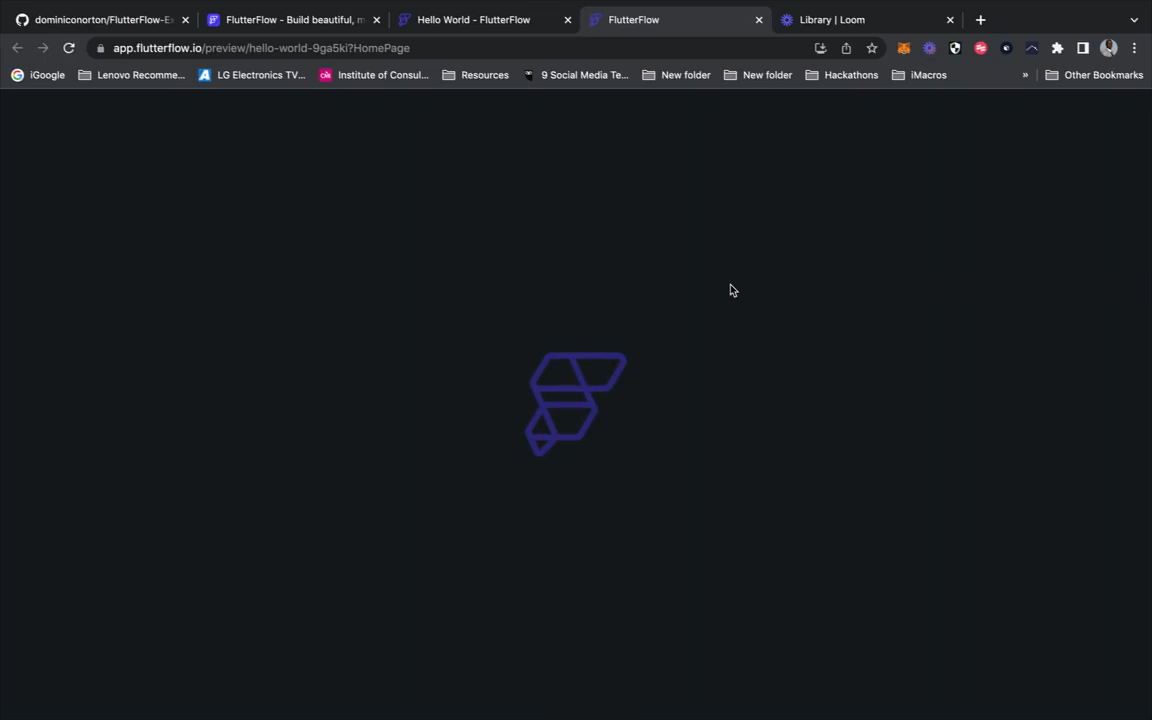 dominiconorton/FlutterFlow-Ex
FlutterFlow - Build beautiful, m
Hello World - FlutterFlow
FlutterFlow
Library | Loom
app.flutterflow.io/preview/hello-world-9ga5ki?HomePage
iGoogle
Lenovo Recomme...
LG Electronics TV...
Institute of Consul...
Resources
9 Social Media Te...
New folder
New folder
Hackathons
iMacros
»
Other Bookmarks